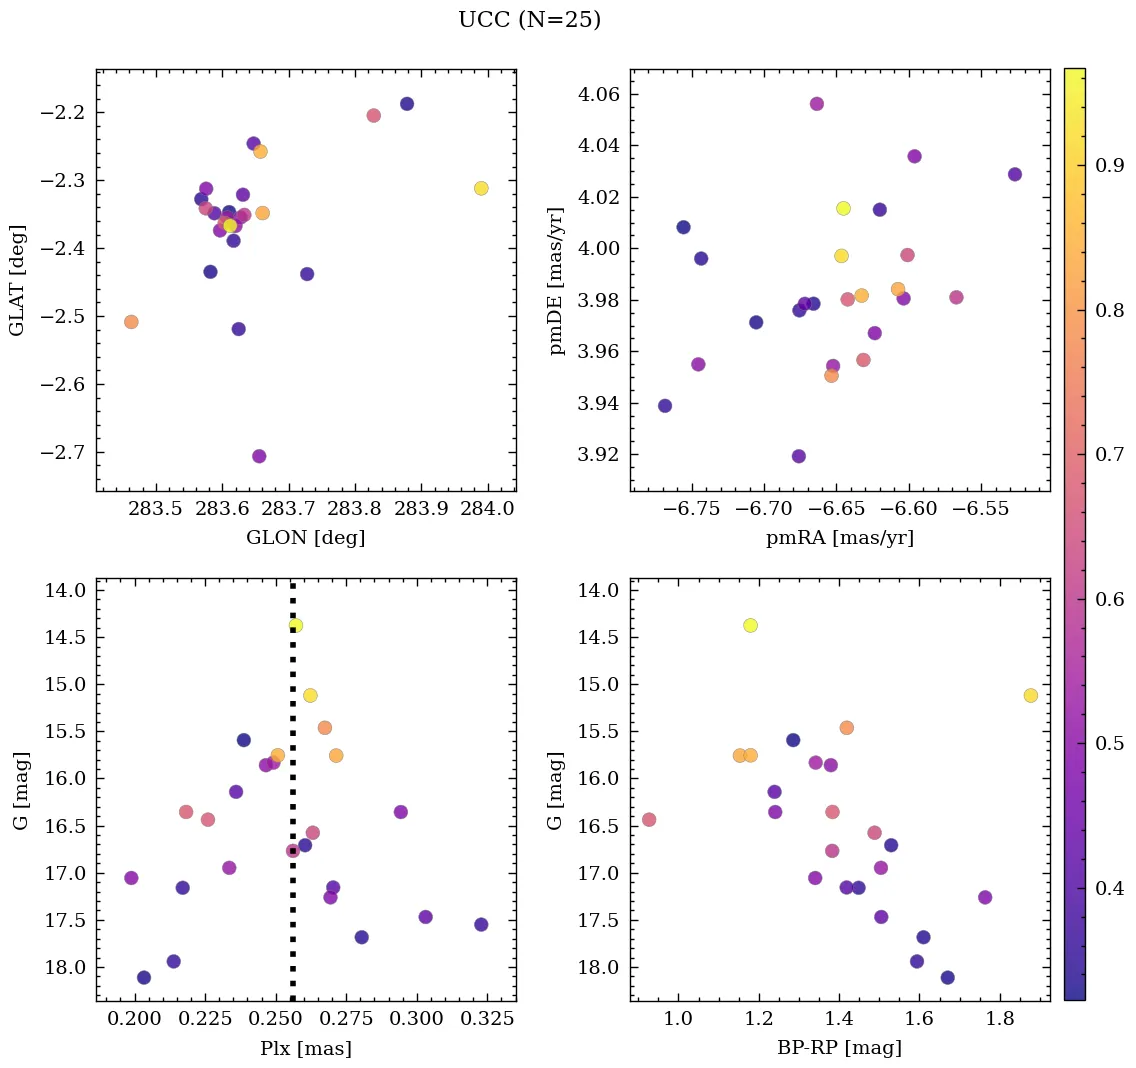 UCC (N=25)
−2.2
−2.3
−2.4
−2.5
−2.6
−2.7
GLAT [deg]
283.5 283.6 283.7 283.8 283.9 284.0
GLON [deg]
4.06
4.04
4.02
4.00
3.98
3.96
3.94
3.92
pmDE [mas/yr]
−6.75 −6.70 −6.65 −6.60 −6.55
pmRA [mas/yr]
14.0
14.5
15.0
15.5
16.0
16.5
17.0
17.5
18.0
G [mag]
0.200 0.225 0.250 0.275 0.300 0.325
Plx [mas]
14.0
14.5
15.0
15.5
16.0
16.5
17.0
17.5
18.0
G [mag]
1.0 1.2 1.4 1.6 1.8
BP-RP [mag]
0.9
0.8
0.7
0.6
0.5
0.4